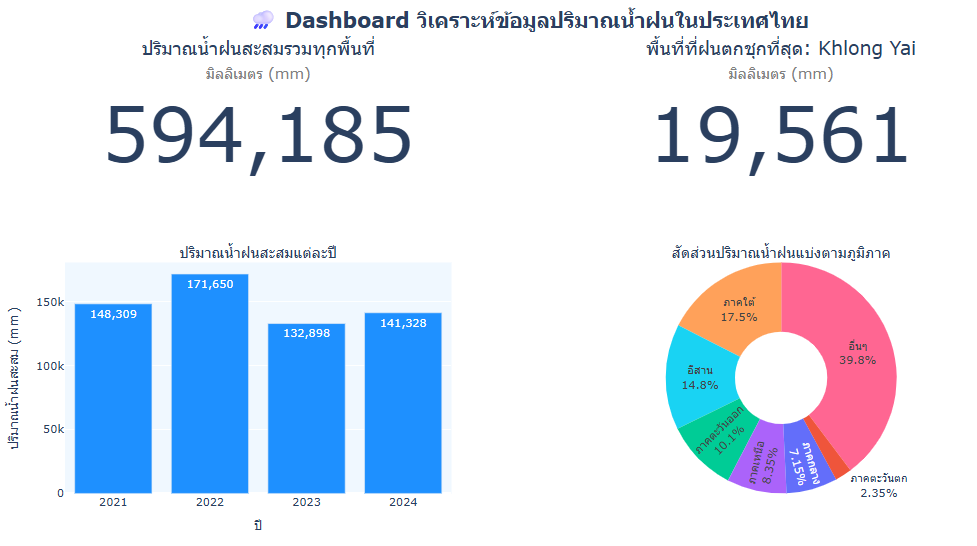 Dashboard วิเคราะห์ข้อมูลปริมาณน้ำฝนในประเทศไทย
ปริมาณน้ำฝนสะสมรวมทุกพื้นที่
มิลลิเมตร (mm)
594,185
พื้นที่ที่ฝนตกชุกที่สุด: Khlong Yai
มิลลิเมตร (mm)
19,561
ปริมาณน้ำฝนสะสมแต่ละปี
ปริมาณน้ำฝนสะสม (mm)
150k
100k
50k
0
148,309
171,650
132,898
141,328
2021
2022
2023
2024
ปี
สัดส่วนปริมาณน้ำฝนแบ่งตามภูมิภาค
ภาคใต้
17.5%
อื่นๆ
39.8%
อีสาน
14.8%
ภาคตะวันออก
10.1%
ภาคเหนือ
8.35%
ภาคกลาง
7.15%
ภาคตะวันตก
2.35%